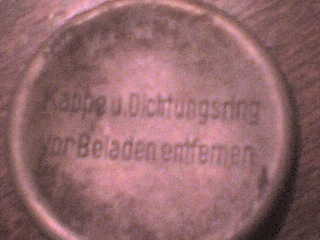 Kappe u. Dichtungsring
vor Beladen entfernen